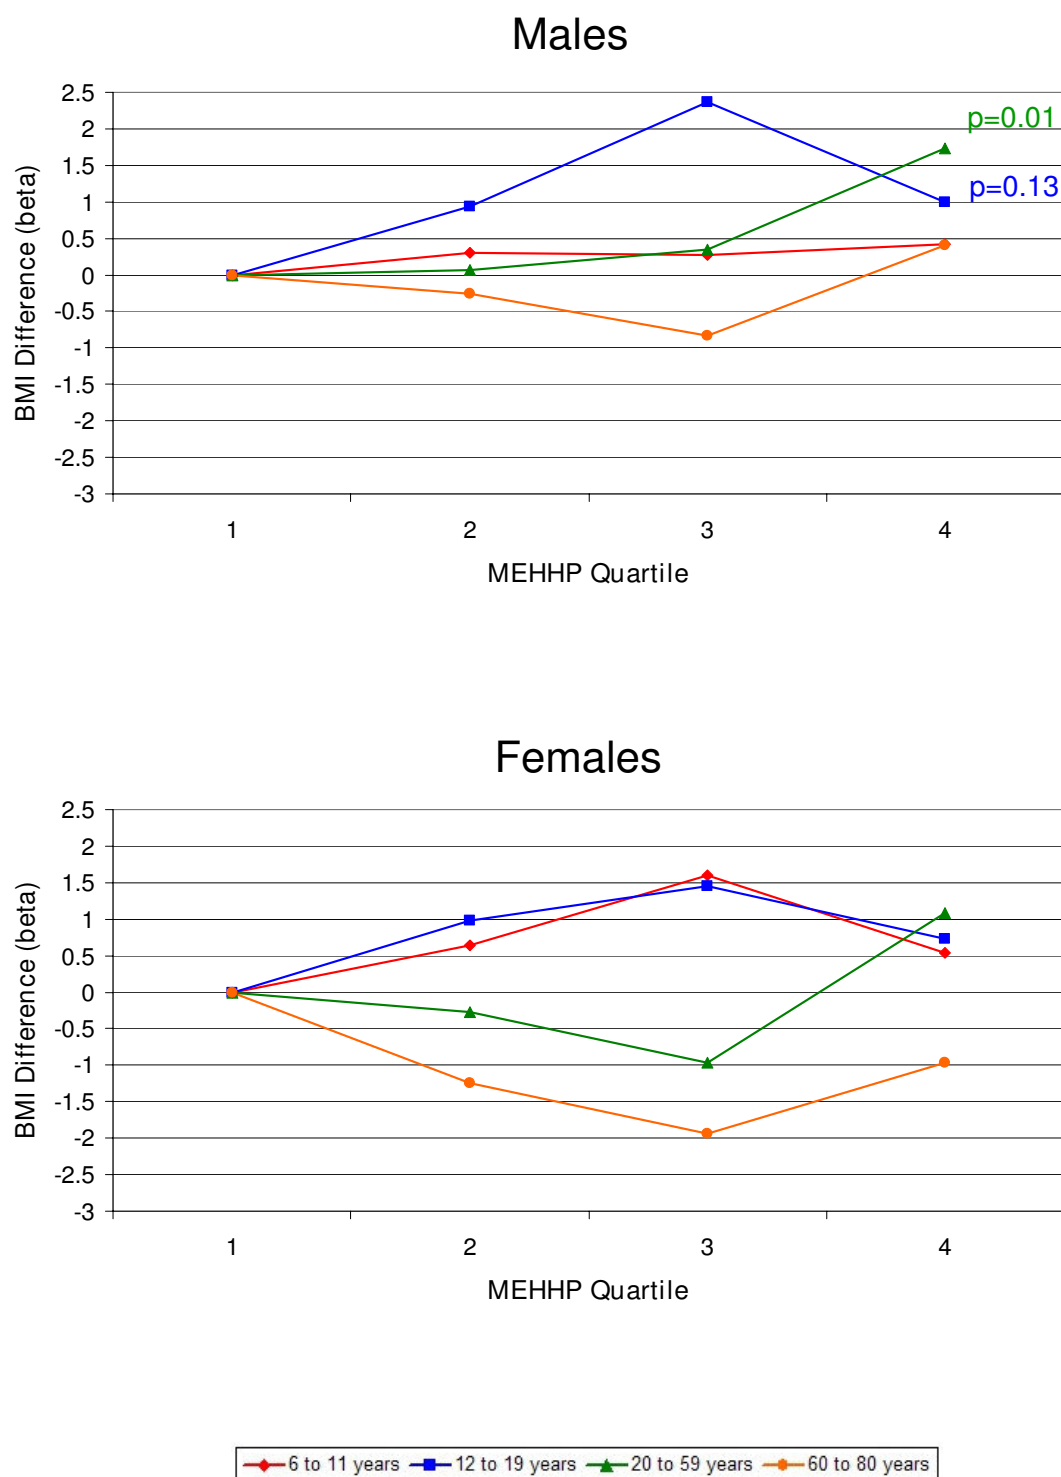 Males
2.5
2
1.5
1
0.5
0
-0.5
-1
-1.5
-2
-2.5
-3
BMI Difference (beta)
p=0.01
p=0.13
1 2 3 4
MEHHP Quartile
Females
2.5
2
1.5
1
0.5
0
-0.5
-1
-1.5
-2
-2.5
-3
BMI Difference (beta)
1 2 3 4
MEHHP Quartile
6 to 11 years 12 to 19 years 20 to 59 years 60 to 80 years